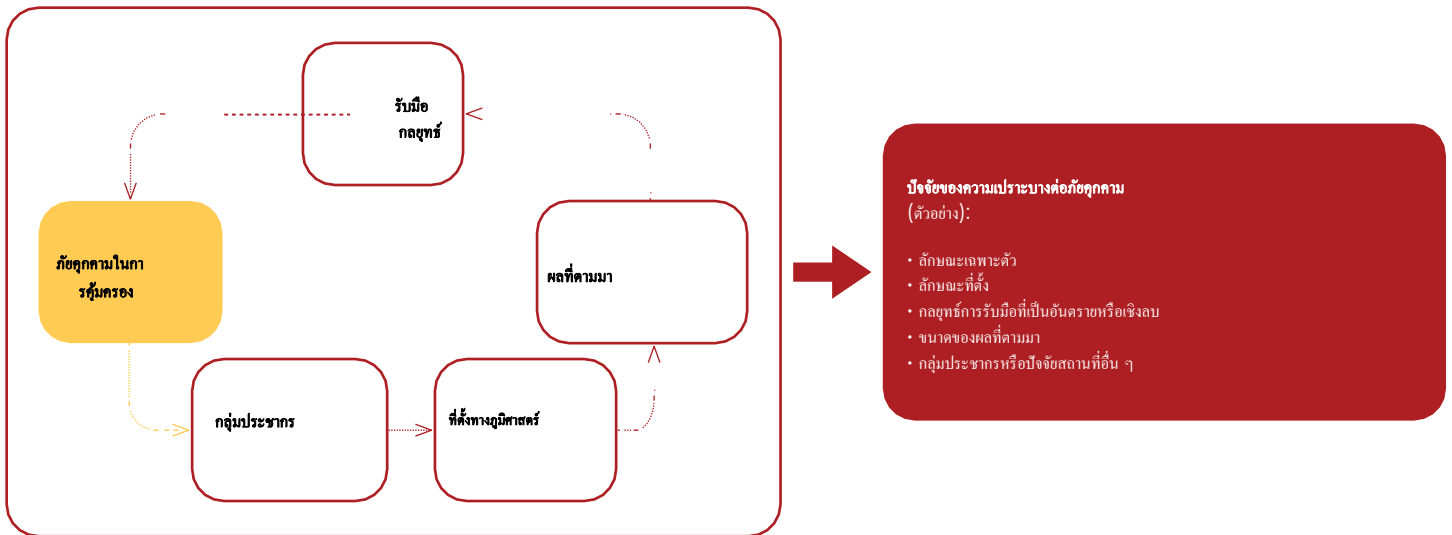 รับมือ
กลยุทธ์
ภัยคุกคามในกา
รคุ้มครอง
ผลที่ตามมา
กลุ่มประชากร
ที่ตั้งทางภูมิศาสตร์
ปัจจัยของความเปราะบางต่อภัยคุกคาม
(ตัวอย่าง):
• ลักษณะเฉพาะตัว
• ลักษณะที่ตั้ง
• กลยุทธ์การรับมือที่เป็นอันตรายหรือเชิงลบ
• ขนาดของผลที่ตามมา
• กลุ่มประชากรหรือปัจจัยสถานที่อื่น ๆ